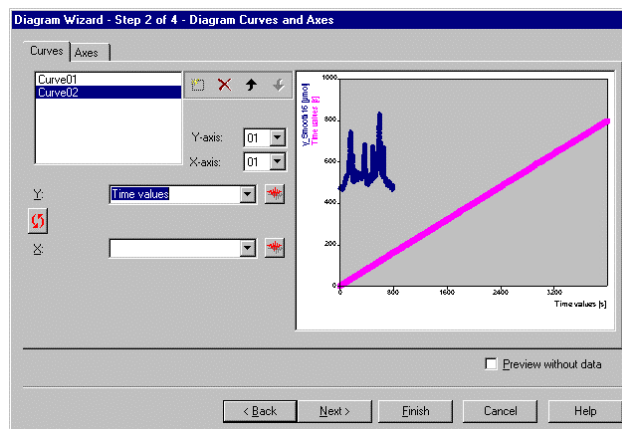 Diagram Wizard - Step 2 of 4 - Diagram Curves and Axes
Curves Axes
Curve01
Curve02
Y-axis: 01
X-axis: 01
Y: Time values
X:
1000
800
600
400
200
0
0 800 1600 2400 3200
Time values [s]
Time values [s]
Preview without data
< Back Next > Finish Cancel Help